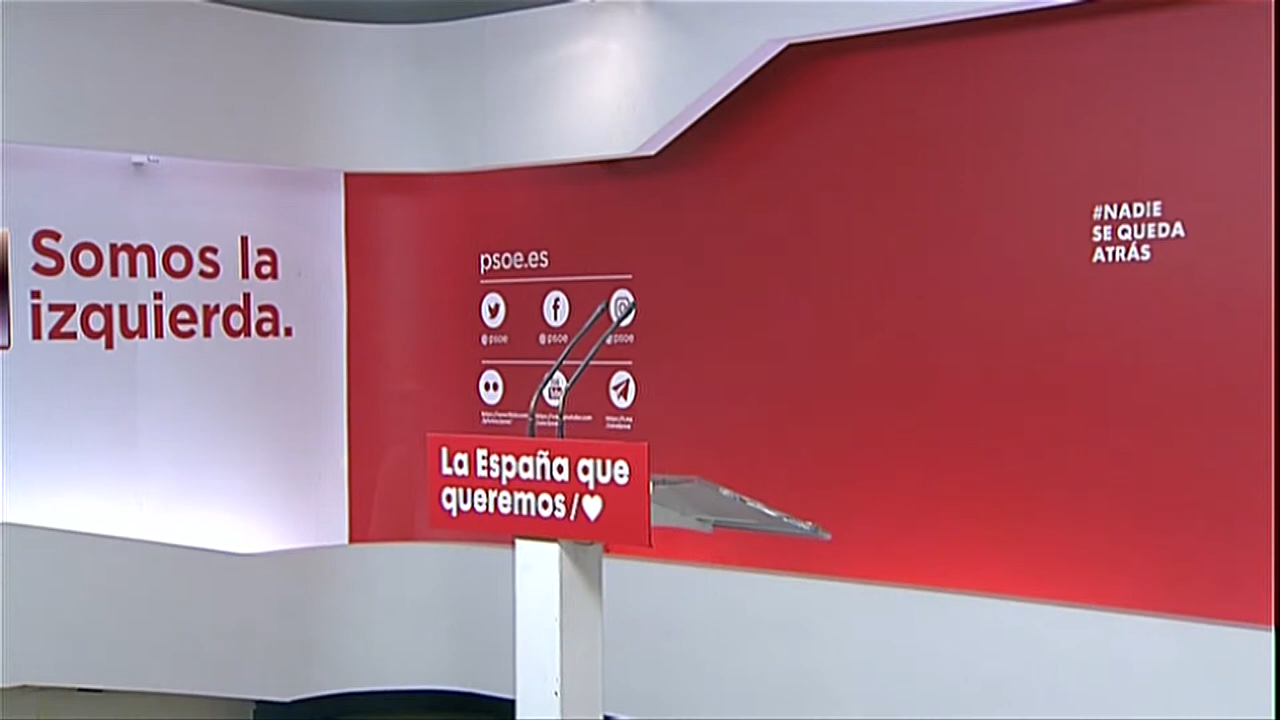 Somos la
izquierda.
psoe.es
@psoe
@psoe
@psoe
#NADIE
SE QUEDA
ATRÁS
La España que
queremos/♥